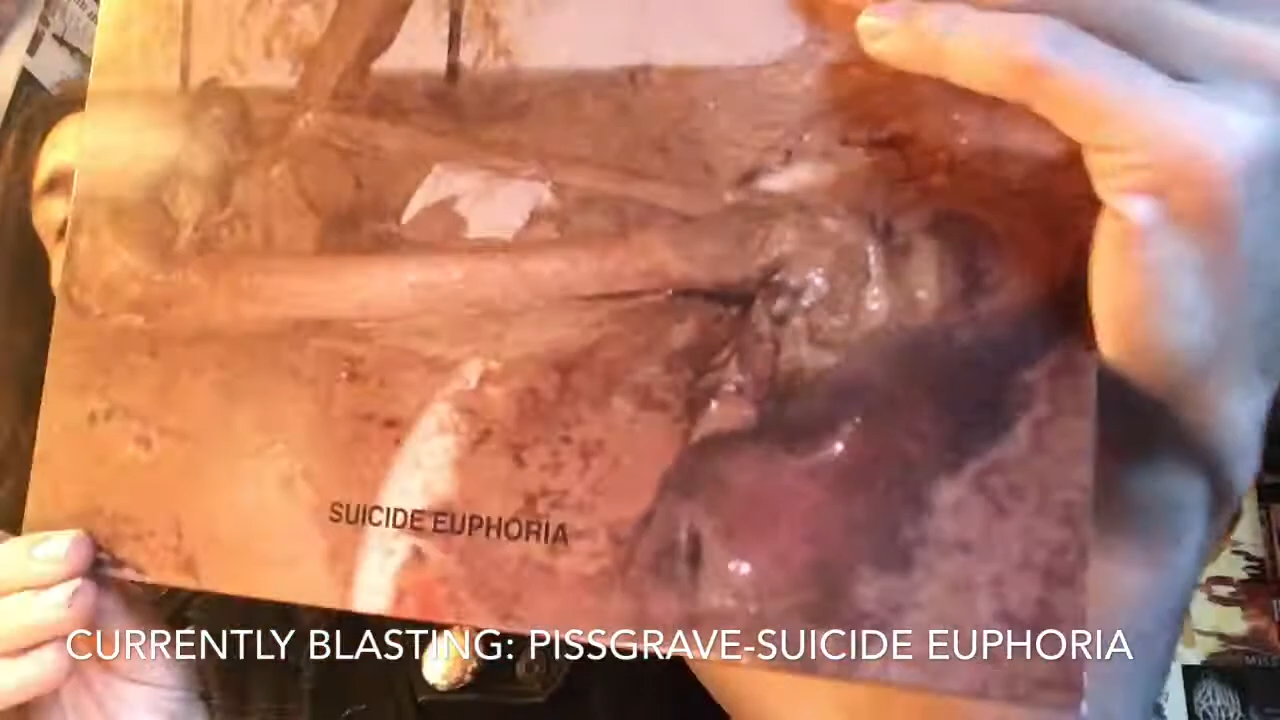 SUICIDE EUPHORIA
CURRENTLY BLASTING: PISSGRAVE-SUICIDE EUPHORIA